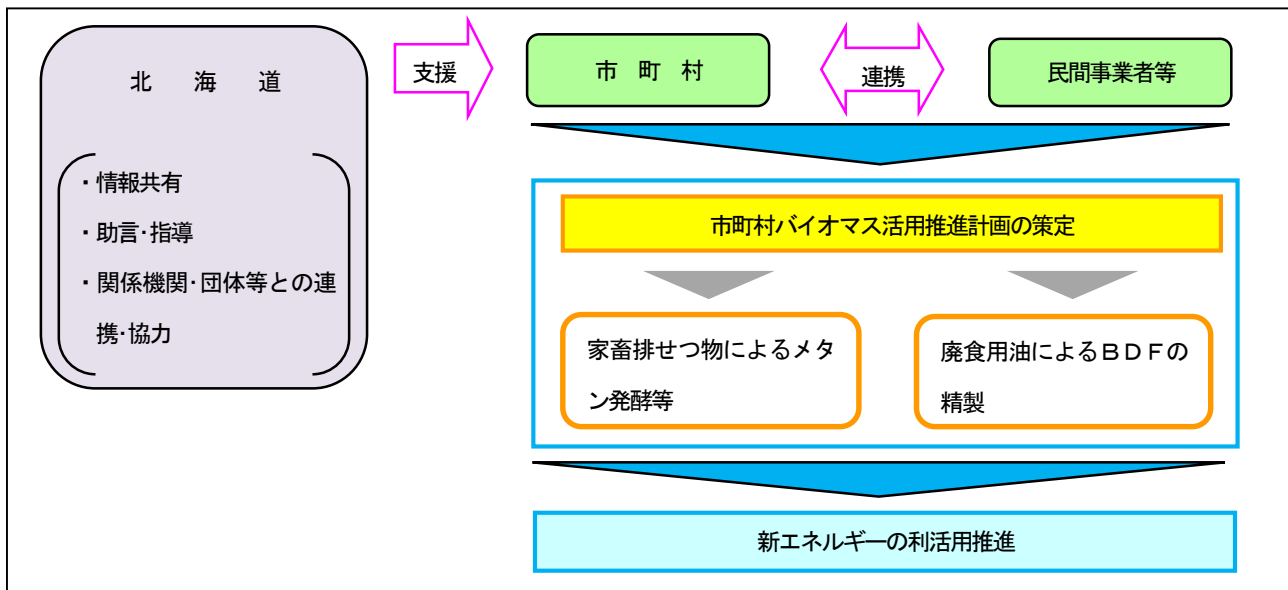 北 海 道
・情報共有
・助言・指導
・関係機関・団体等との連
携・協力
支援
市 町 村
連携
民間事業者等
市町村バイオマス活用推進計画の策定
家畜排せつ物によるメタ
ン発酵等
廃食用油によるＢＤＦの
精製
新エネルギーの利活用推進